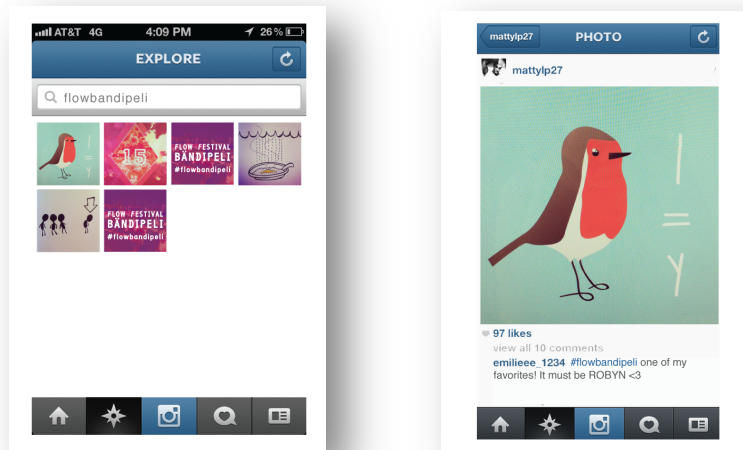 AT&T 4G 4:09 PM 26%
EXPLORE
flowbandipeli
1 = Y
15
FLOW FESTIVAL
BÄNDIPELI
#flowbandipeli
FLOW FESTIVAL
BÄNDIPELI
#flowbandipeli
mattylp27 PHOTO
mattylp27
I
=
Y
97 likes
view all 10 comments
emilieee_1234 #flowbandipeli one of my
favorites! It must be ROBYN <3